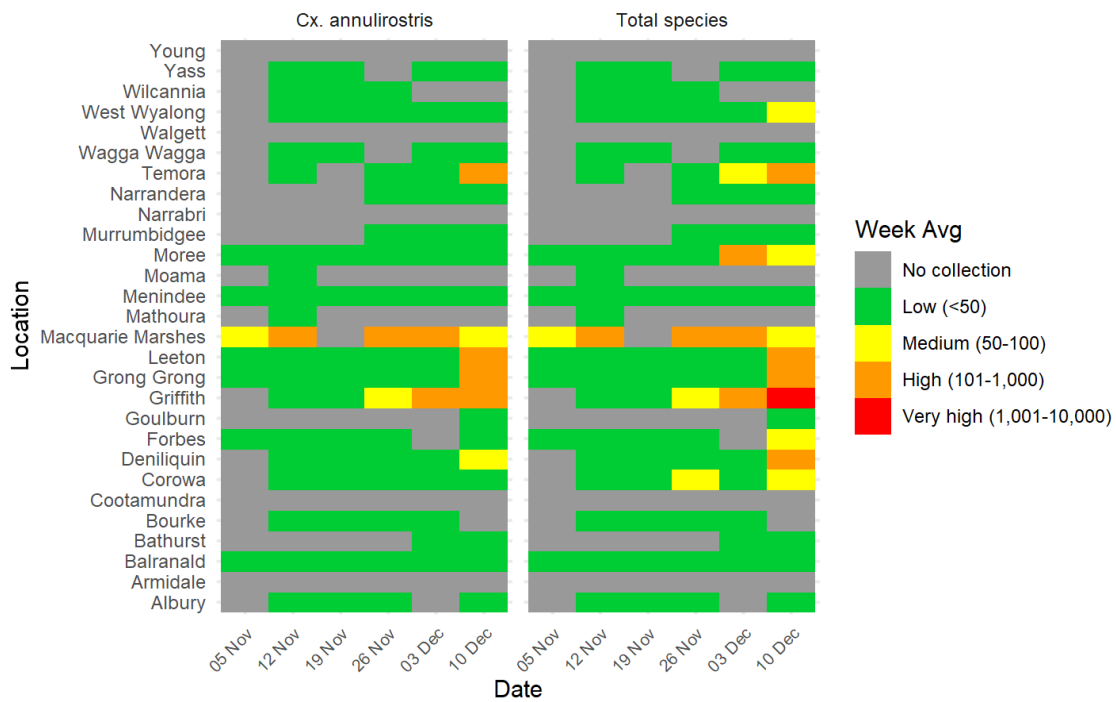 Cx. annulirostris
Total species
Young
Yass
Wilcannia
West Wyalong
Walgett
Wagga Wagga
Temora
Narrandera
Narrabri
Murrumbidgee
Moree
Moama
Menindee
Mathoura
Macquarie Marshes
Leeton
Grong Grong
Griffith
Goulburn
Forbes
Deniliquin
Corowa
Cootamundra
Bourke
Bathurst
Balranald
Armidale
Albury
Location
05 Nov
12 Nov
19 Nov
26 Nov
03 Dec
10 Dec
05 Nov
12 Nov
19 Nov
26 Nov
03 Dec
10 Dec
Date
Week Avg
No collection
Low (<50)
Medium (50-100)
High (101-1,000)
Very high (1,001-10,000)